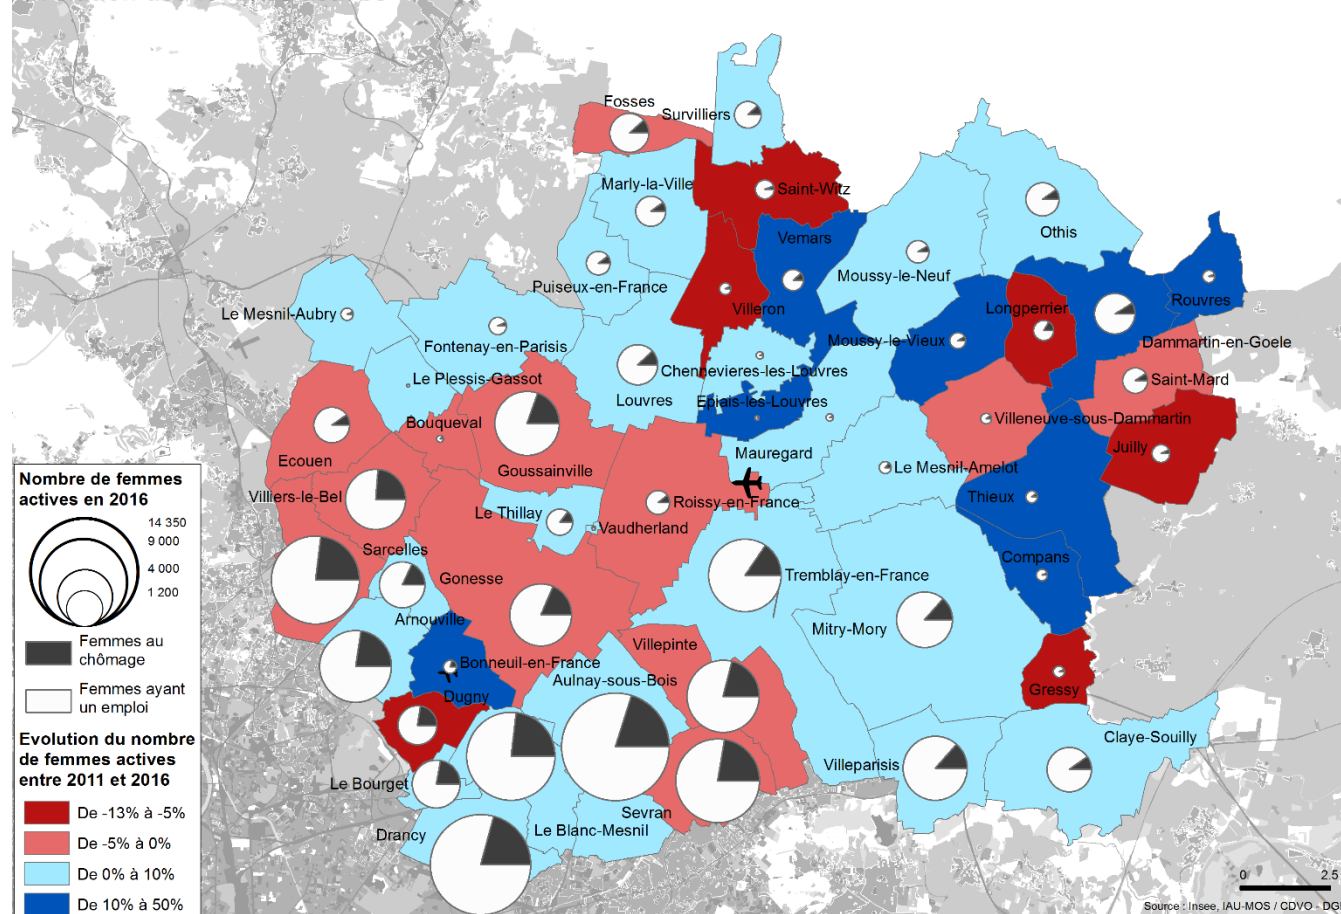 Fosses
Survilliers
Marly-la-Ville
Saint-Witz
Othis
Vemars
Moussy-le-Neuf
Puiseux-en-France
Villeron
Longperrier
Rouvres
Le Mesnil-Aubry
Fontenay-en-Parisis
Moussy-le-Vieux
Dammartin-en-Goele
Chennevieres-les-Louvres
Le Plessis-Gassot
Saint-Mard
Louvres
Epiais-les-Louvres
Villeneuve-sous-Dammartin
Bouqueval
Ecouen
Goussainville
Mauregard
Juilly
Le Mesnil-Amelot
Villiers-le-Bel
Roissy-en-France
Thieux
Le Thillay
Vaudherland
Sarcelles
Gonesse
Tremblay-en-France
Compans
Arnouville
Mitry-Mory
Villepinte
Bonneuil-en-France
Aulnay-sous-Bois
Dugny
Gressy
Claye-Souilly
Villeparisis
Le Bourget
Sevran
Drancy
Le Blanc-Mesnil
Nombre de femmes
actives en 2016
14 350
9 000
4 000
1 200
Femmes au
chômage
Femmes ayant
un emploi
Evolution du nombre
de femmes actives
entre 2011 et 2016
De -13% à -5%
De -5% à 0%
De 0% à 10%
De 10% à 50%
0 2.5
Source : Insee, IAU-MOS / CDVO - DG